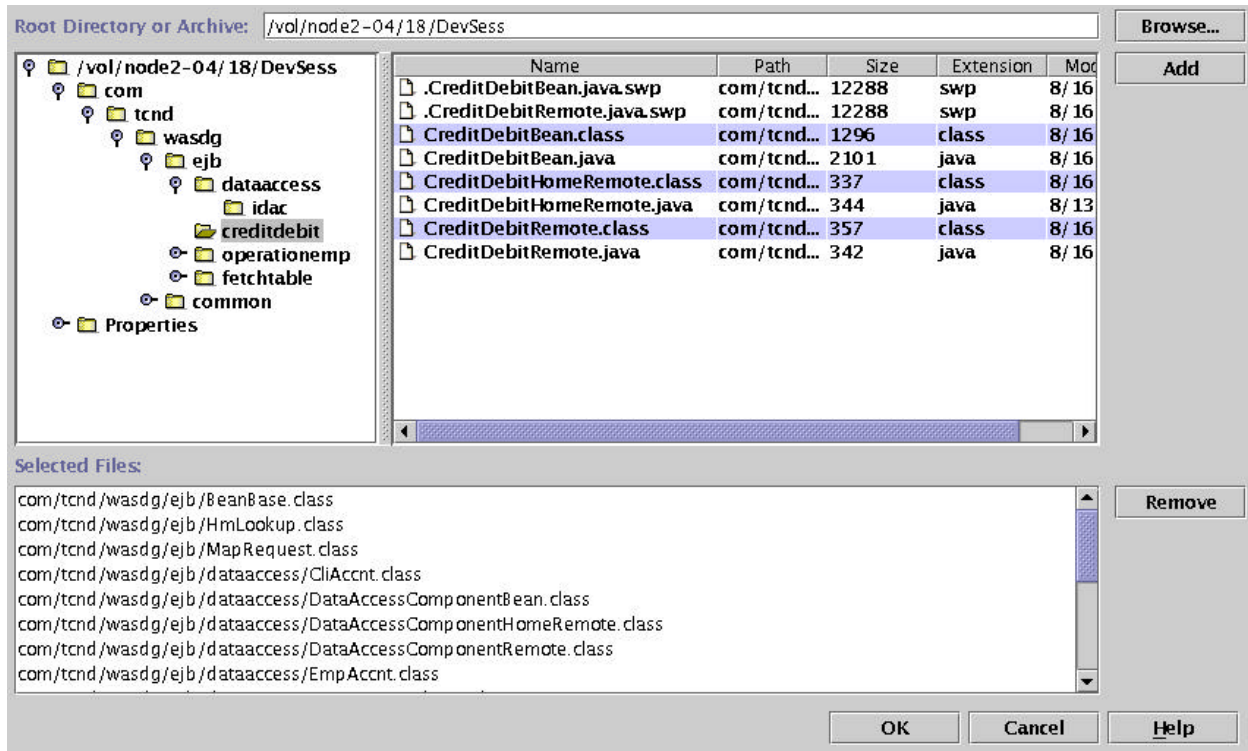 Root Directory or Archive: /vol/node2-04/18/DevSess Browse...
/vol/node2-04/18/DevSess
com
tcnd
wasdg
ejb
dataaccess
idac
creditdebit
operationemp
fetchtable
common
Properties
Name Path Size Extension Mod
.CreditDebitBean.java.swp com/tcnd... 12288 swp 8/16
.CreditDebitRemote.java.swp com/tcnd... 12288 swp 8/16
CreditDebitBean.class com/tcnd... 1296 class 8/16
CreditDebitBean.java com/tcnd... 2101 java 8/16
CreditDebitHomeRemote.class com/tcnd... 337 class 8/16
CreditDebitHomeRemote.java com/tcnd... 344 java 8/13
CreditDebitRemote.class com/tcnd... 357 class 8/16
CreditDebitRemote.java com/tcnd... 342 java 8/16
Add
Selected Files:
com/tcnd/wasdg/ejb/BeanBase.class
com/tcnd/wasdg/ejb/HmLookup.class
com/tcnd/wasdg/ejb/MapRequest.class
com/tcnd/wasdg/ejb/dataaccess/CliAccnt.class
com/tcnd/wasdg/ejb/dataaccess/DataAccessComponentBean.class
com/tcnd/wasdg/ejb/dataaccess/DataAccessComponentHomeRemote.class
com/tcnd/wasdg/ejb/dataaccess/DataAccessComponentRemote.class
com/tcnd/wasdg/ejb/dataaccess/EmpAccnt.class
Remove
OK Cancel Help